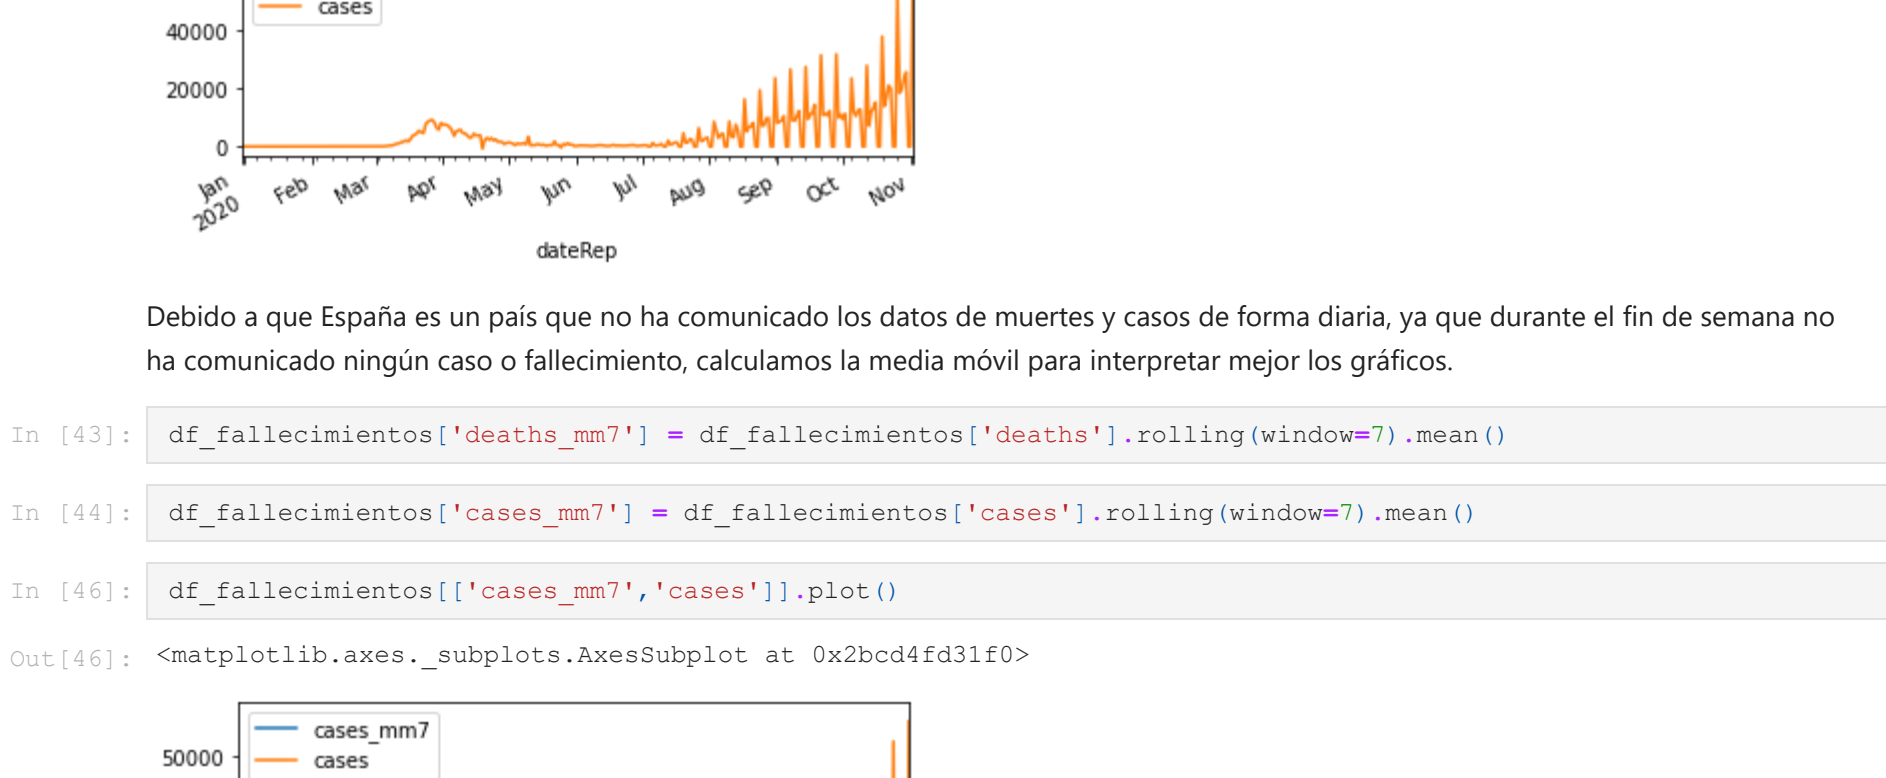 cases
40000
20000
0
Jan
2020
Feb
Mar
Apr
May
Jun
Jul
Aug
Sep
Oct
Nov
dateRep
Debido a que España es un país que no ha comunicado los datos de muertes y casos de forma diaria, ya que durante el fin de semana no
ha comunicado ningún caso o fallecimiento, calculamos la media móvil para interpretar mejor los gráficos.
In [43]: df_fallecimientos['deaths_mm7'] = df_fallecimientos['deaths'].rolling(window=7).mean()
In [44]: df_fallecimientos['cases_mm7'] = df_fallecimientos['cases'].rolling(window=7).mean()
In [46]: df_fallecimientos[['cases_mm7','cases']].plot()
Out[46]: <matplotlib.axes._subplots.AxesSubplot at 0x2bcd4fd31f0>
cases_mm7
50000
cases